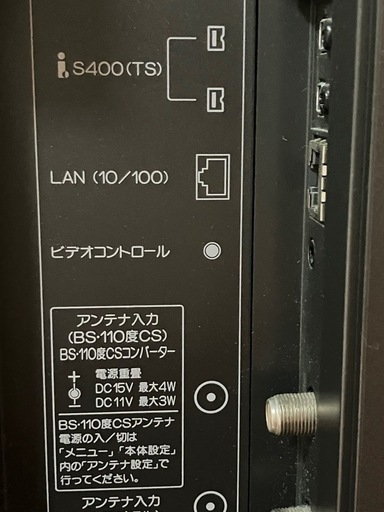 i.S400(TS)
LAN (10/100)
ビデオコントロール
アンテナ入力
(BS·110度CS)
BS·110度CSコンバーター
電源重畳
DC15V 最大4W
DC11V 最大3W
BS·110度CSアンテナ
電源の入／切は
「メニュー」「本体設定」
内の「アンテナ設定」で
行ってください。
アンテナ入力